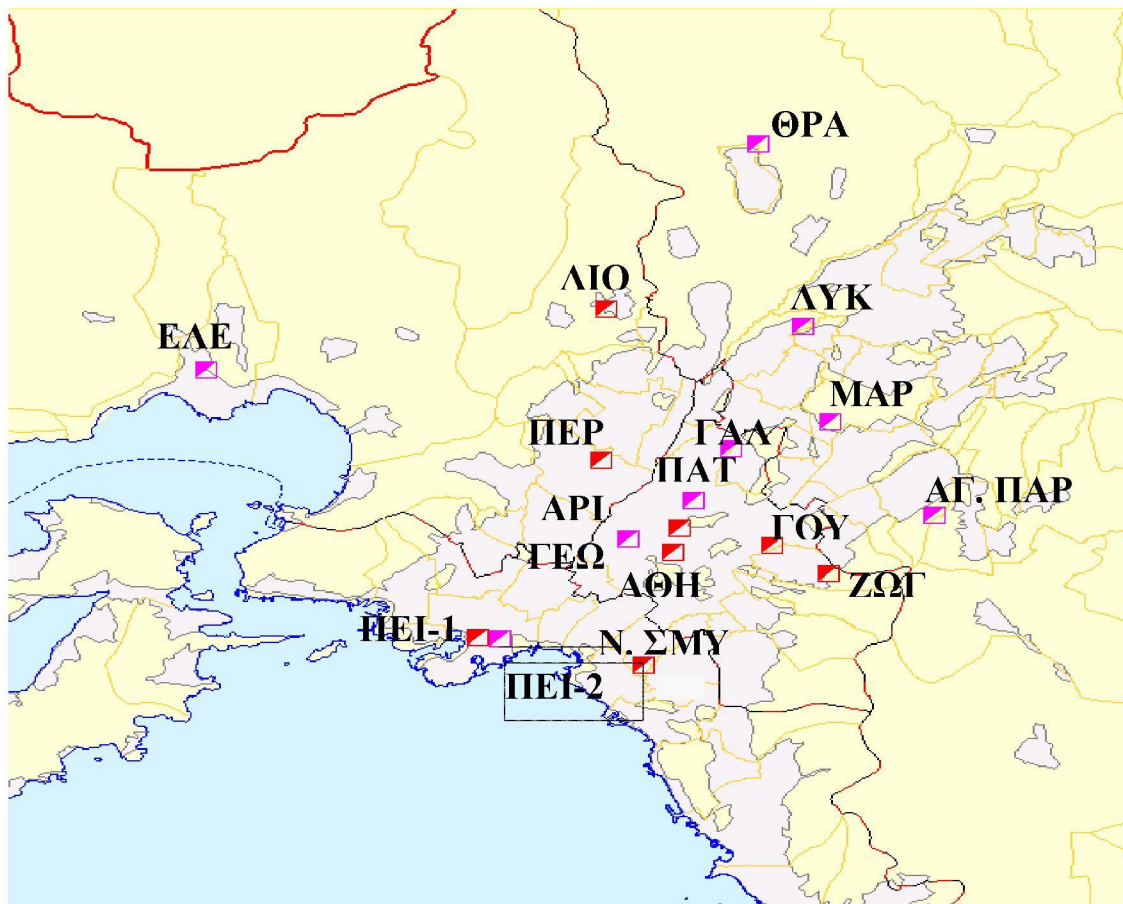 ΘΡΑ
ΛΙΟ
ΛΥΚ
ΕΛΕ
ΜΑΡ
ΠΕΡ
ΓΑΛ
ΠΑΤ
ΑΓ. ΠΑΡ
ΑΡΙ
ΓΟΥ
ΓΕΩ
ΑΘΗ
ΖΩΓ
ΠΕΙ-1
Ν. ΣΜΥ
ΠΕΙ-2